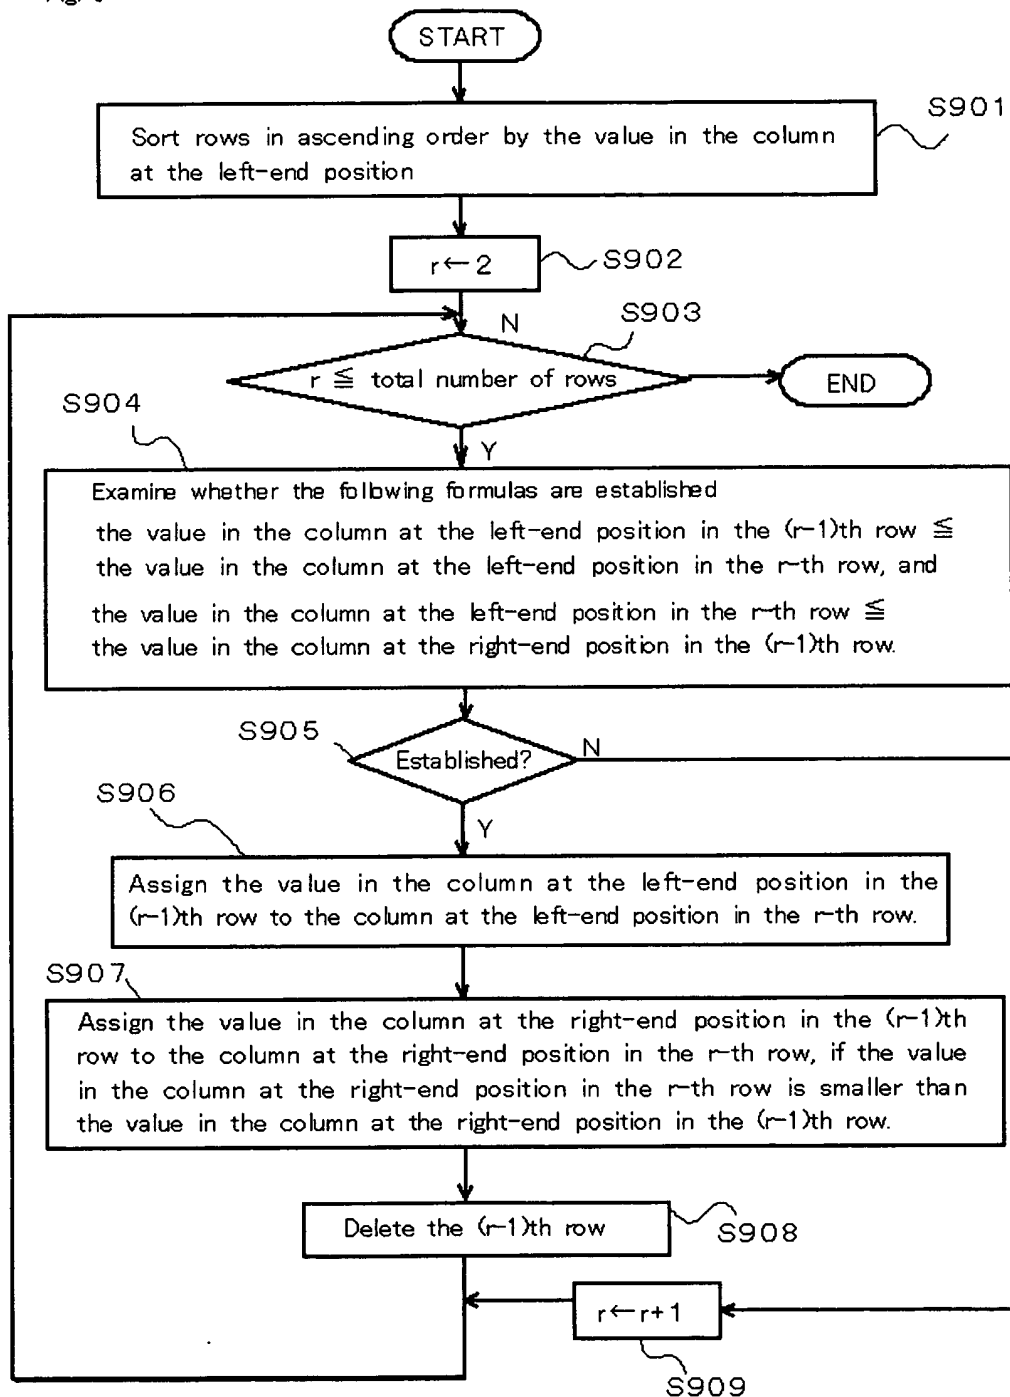 START
S901
Sort rows in ascending order by the value in the column
at the left-end position
r←2
S902
N
S903
r ≦ total number of rows
END
S904
Y
Examine whether the following formulas are established
the value in the column at the left-end position in the (r-1)th row ≦
the value in the column at the left-end position in the r-th row, and
the value in the column at the left-end position in the r-th row ≦
the value in the column at the right-end position in the (r-1)th row.
S905
Established?
N
S906
Y
Assign the value in the column at the left-end position in the
(r-1)th row to the column at the left-end position in the r-th row.
S907
Assign the value in the column at the right-end position in the (r-1)th
row to the column at the right-end position in the r-th row, if the value
in the column at the right-end position in the r-th row is smaller than
the value in the column at the right-end position in the (r-1)th row.
Delete the (r-1)th row
S908
r←r+1
S909